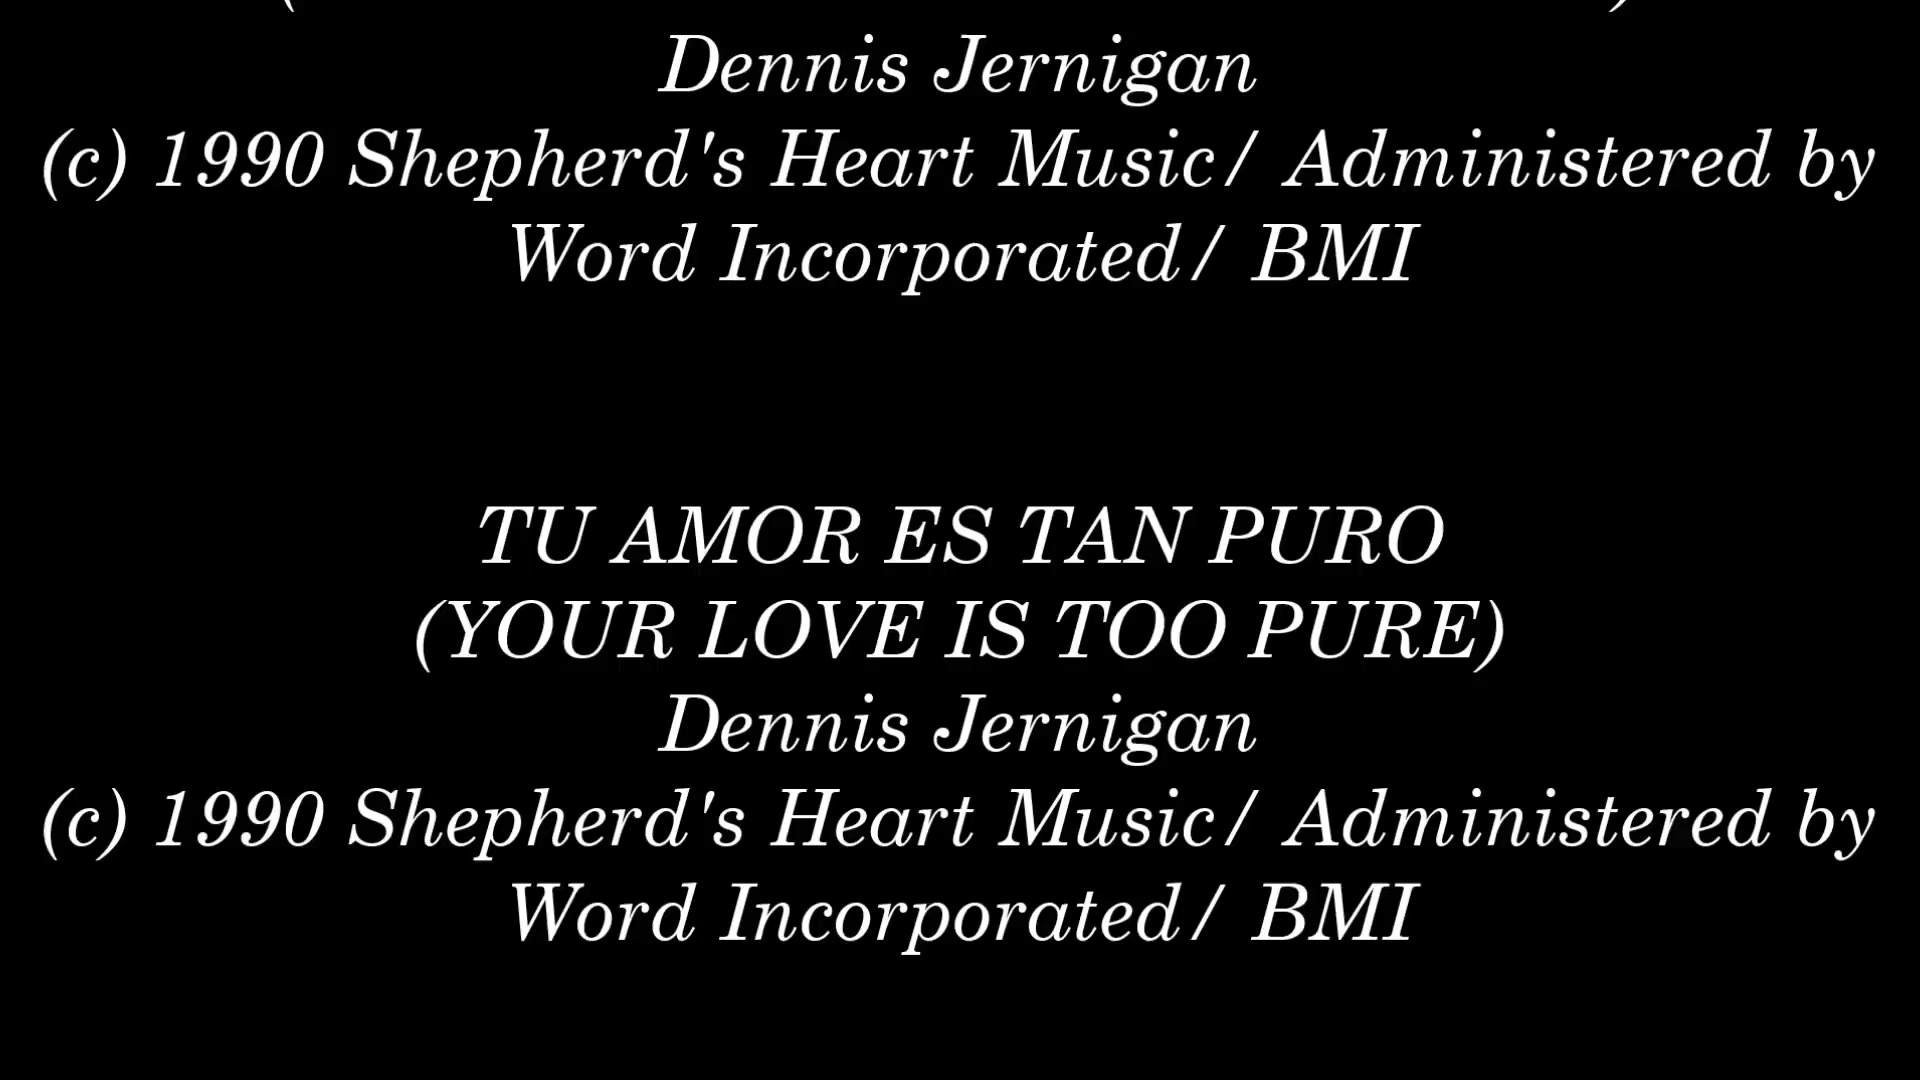 Dennis Jernigan
(c) 1990 Shepherd's Heart Music/ Administered by
Word Incorporated/ BMI
TU AMOR ES TAN PURO
(YOUR LOVE IS TOO PURE)
Dennis Jernigan
(c) 1990 Shepherd's Heart Music/ Administered by
Word Incorporated/ BMI